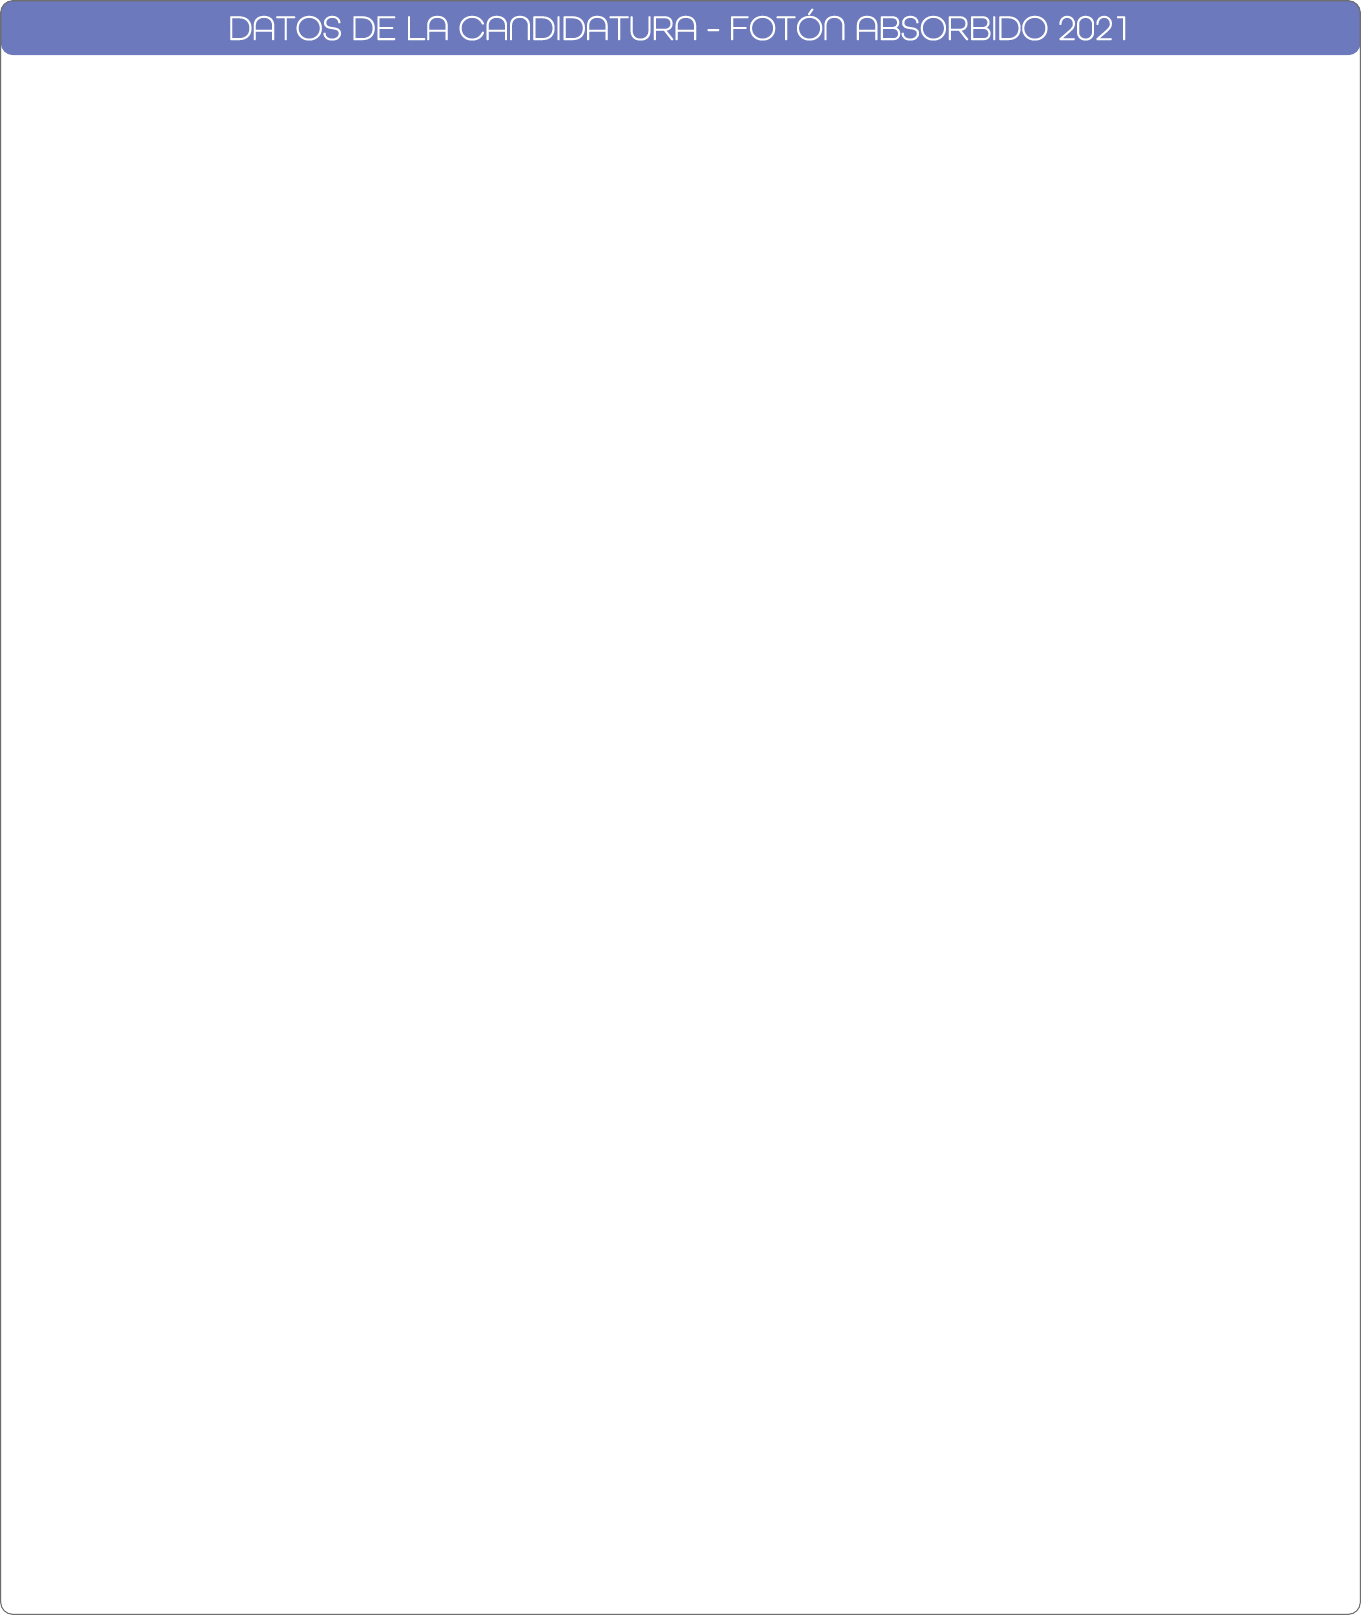 DATOS DE LA CANDIDATURA - FOTÓN ABSORBIDO 2021